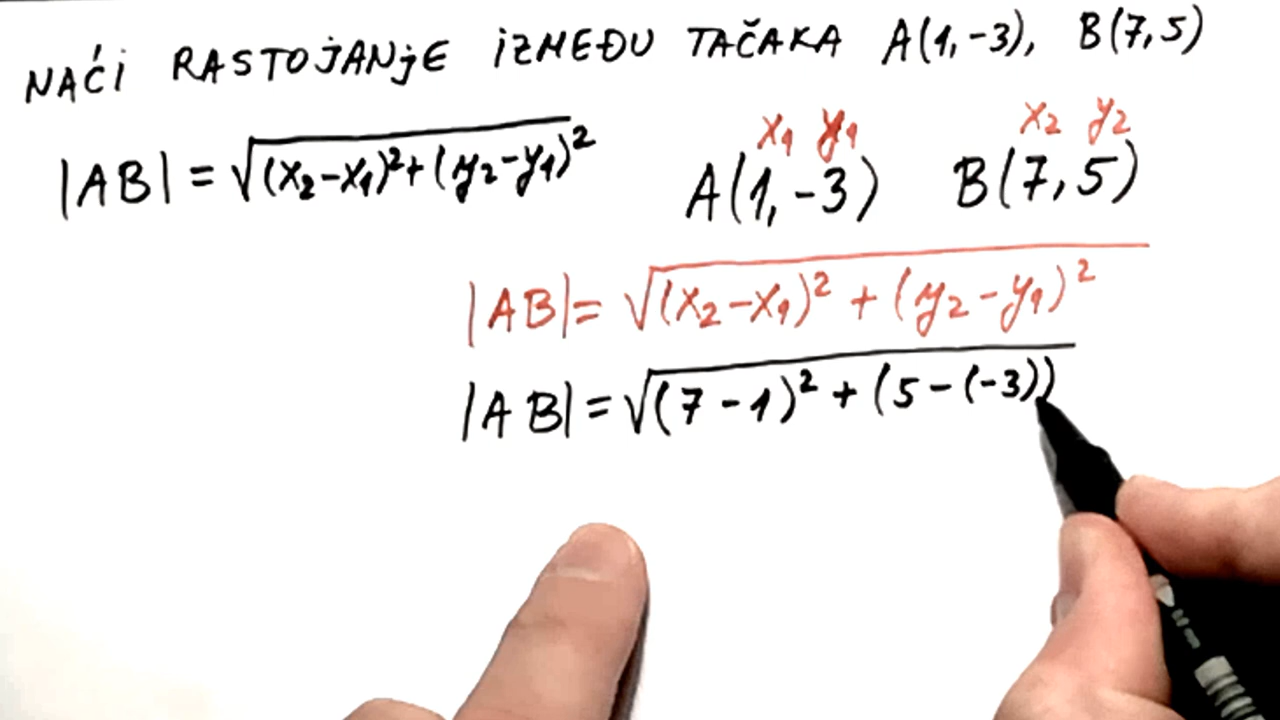 NAĆI RASTOJANJE IZMEĐU TAČAKA A(1,-3), B(7,5)
|AB| = √(x₂-x₁)²+(y₂-y₁)²
x₁ y₁ x₂ y₂
A(1,-3) B(7,5)
|AB|= √(x₂-x₁)² + (y₂-y₁)²
|AB| = √(7-1)² + (5-(-3))